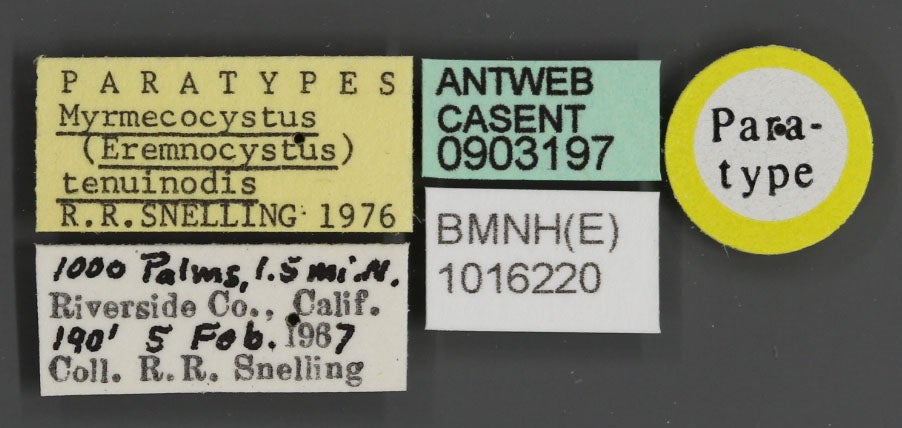 PARATYPES
Myrmecocystus
(Eremnocystus)
tenuinodis
R.R.SNELLING 1976
1000 Palms, 1.5 mi. N.
Riverside Co., Calif.
190' 5 Feb. 1967
Coll. R. R. Snelling
ANTWEB
CASENT
0903197
BMNH(E)
1016220
Para-
type